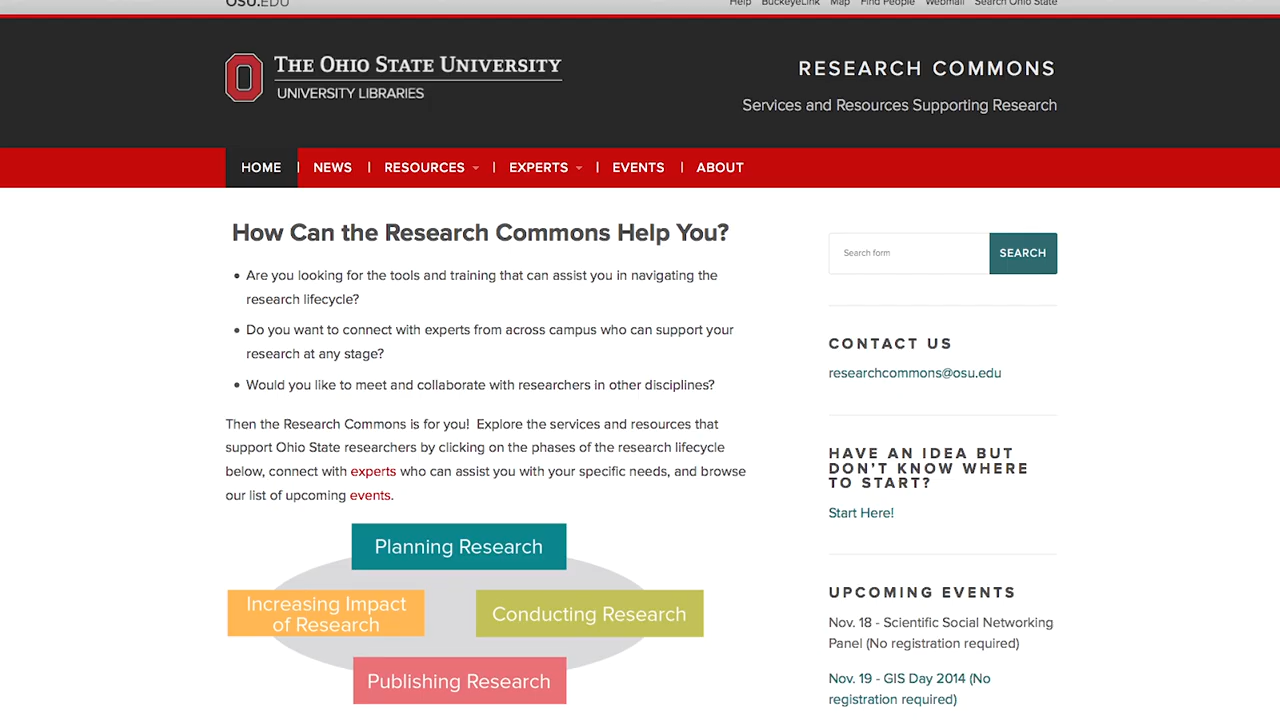 OSU.EDU
Help BuckeyeLink Map Find People Webmail Search Ohio State
THE OHIO STATE UNIVERSITY
UNIVERSITY LIBRARIES
RESEARCH COMMONS
Services and Resources Supporting Research
HOME | NEWS | RESOURCES | EXPERTS | EVENTS | ABOUT
How Can the Research Commons Help You?
• Are you looking for the tools and training that can assist you in navigating the
research lifecycle?
• Do you want to connect with experts from across campus who can support your
research at any stage?
• Would you like to meet and collaborate with researchers in other disciplines?
Then the Research Commons is for you! Explore the services and resources that
support Ohio State researchers by clicking on the phases of the research lifecycle
below, connect with experts who can assist you with your specific needs, and browse
our list of upcoming events.
Planning Research
Increasing Impact
of Research
Conducting Research
Publishing Research
Search form
SEARCH
CONTACT US
researchcommons@osu.edu
HAVE AN IDEA BUT
DON'T KNOW WHERE
TO START?
Start Here!
UPCOMING EVENTS
Nov. 18 - Scientific Social Networking
Panel (No registration required)
Nov. 19 - GIS Day 2014 (No
registration required)